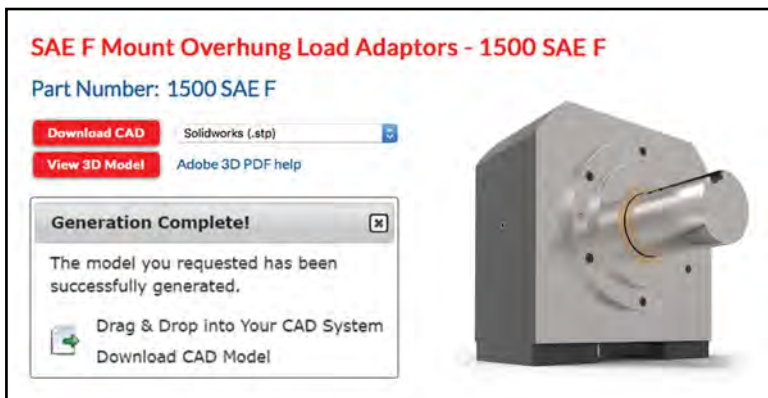 SAE F Mount Overhung Load Adaptors - 1500 SAE F
Part Number: 1500 SAE F
Download CAD Solidworks (.stp)
View 3D Model Adobe 3D PDF help
Generation Complete!
The model you requested has been
successfully generated.
Drag & Drop into Your CAD System
Download CAD Model